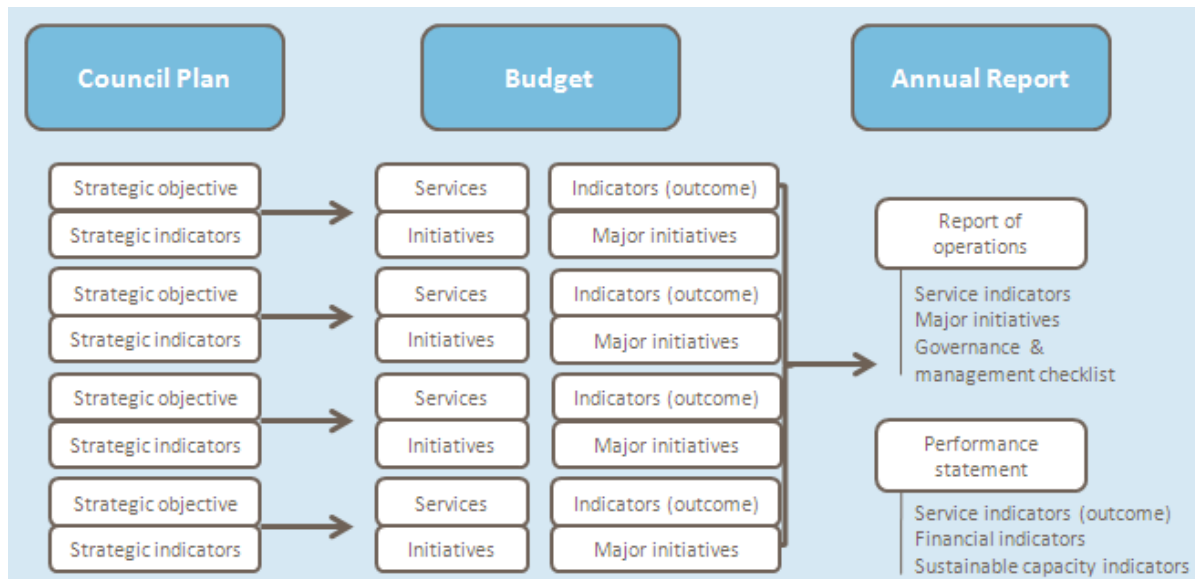 Council Plan
Budget
Annual Report
Strategic objective
Strategic indicators
Services
Initiatives
Indicators (outcome)
Major initiatives
Strategic objective
Strategic indicators
Services
Initiatives
Indicators (outcome)
Major initiatives
Strategic objective
Strategic indicators
Services
Initiatives
Indicators (outcome)
Major initiatives
Strategic objective
Strategic indicators
Services
Initiatives
Indicators (outcome)
Major initiatives
Report of
operations
Service indicators
Major initiatives
Governance &
management checklist
Performance
statement
Service indicators (outcome)
Financial indicators
Sustainable capacity indicators